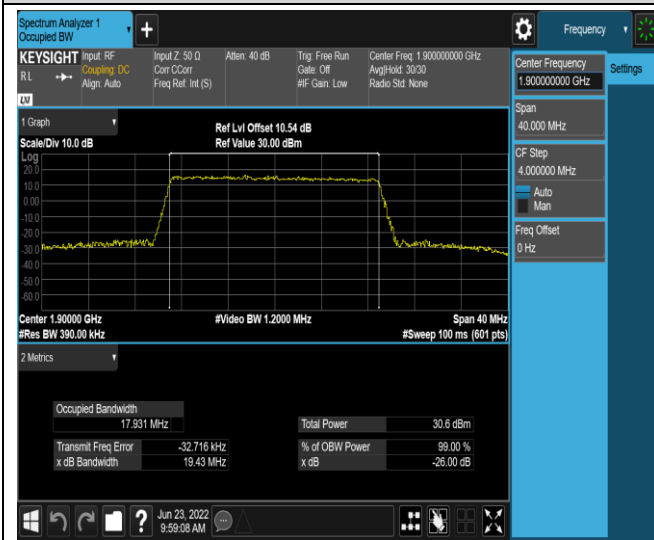 Spectrum Analyzer 1
Occupied BW
+
Frequency
KEYSIGHT
RL
LXI
Input: RF
Coupling: DC
Align: Auto
Input Z: 50 Ω
Corr CCorr
Freq Ref: Int (S)
Atten: 40 dB
Trig: Free Run
Gate: Off
#IF Gain: Low
Center Freq: 1.900000000 GHz
Avg|Hold: 30/30
Radio Std: None
Center Frequency
1.900000000 GHz
Settings
Span
40.000 MHz
CF Step
4.000000 MHz
Auto
Man
Freq Offset
0 Hz
1 Graph
Scale/Div 10.0 dB
Ref Lvl Offset 10.54 dB
Ref Value 30.00 dBm
Log
20.0
10.0
0.00
-10.0
-20.0
-30.0
-40.0
-50.0
-60.0
Center 1.90000 GHz
#Video BW 1.2000 MHz
Span 40 MHz
#Res BW 390.00 kHz
#Sweep 100 ms (601 pts)
2 Metrics
Occupied Bandwidth
17.931 MHz
Total Power 30.6 dBm
Transmit Freq Error -32.716 kHz
% of OBW Power 99.00 %
x dB Bandwidth 19.43 MHz
x dB -26.00 dB
?
Jun 23, 2022
9:59:08 AM